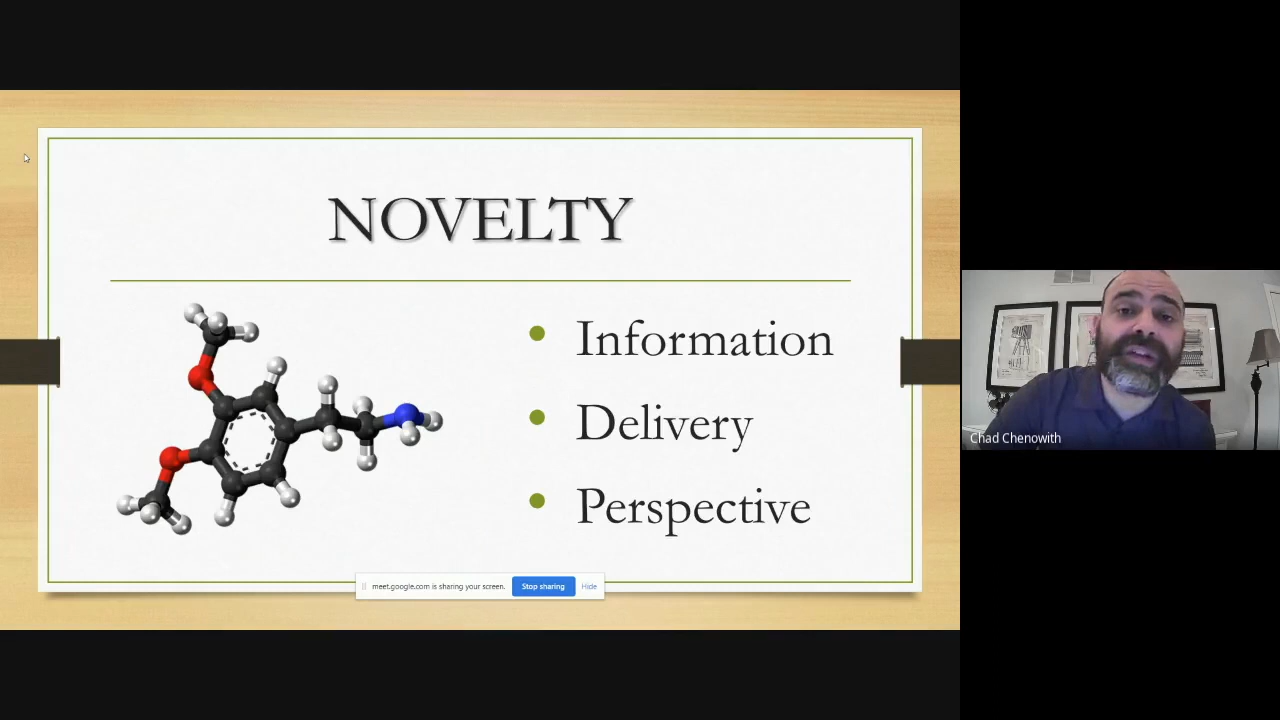 NOVELTY
Information
Delivery
Perspective
meet.google.com is sharing your screen. Stop sharing Hide
Chad Chenowith